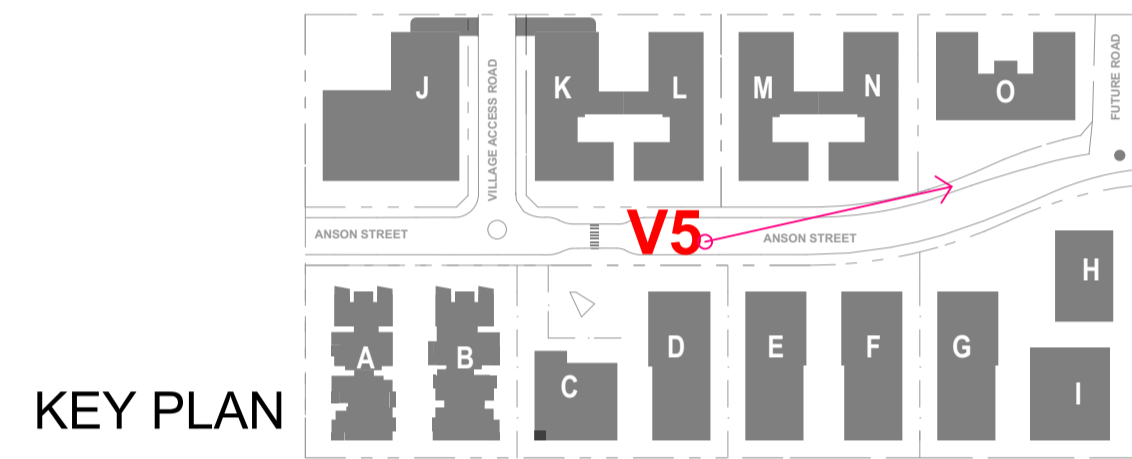 J
K
L
M
N
O
VILLAGE ACCESS ROAD
FUTURE ROAD
ANSON STREET
V5
ANSON STREET
A
B
C
D
E
F
G
H
I
KEY PLAN